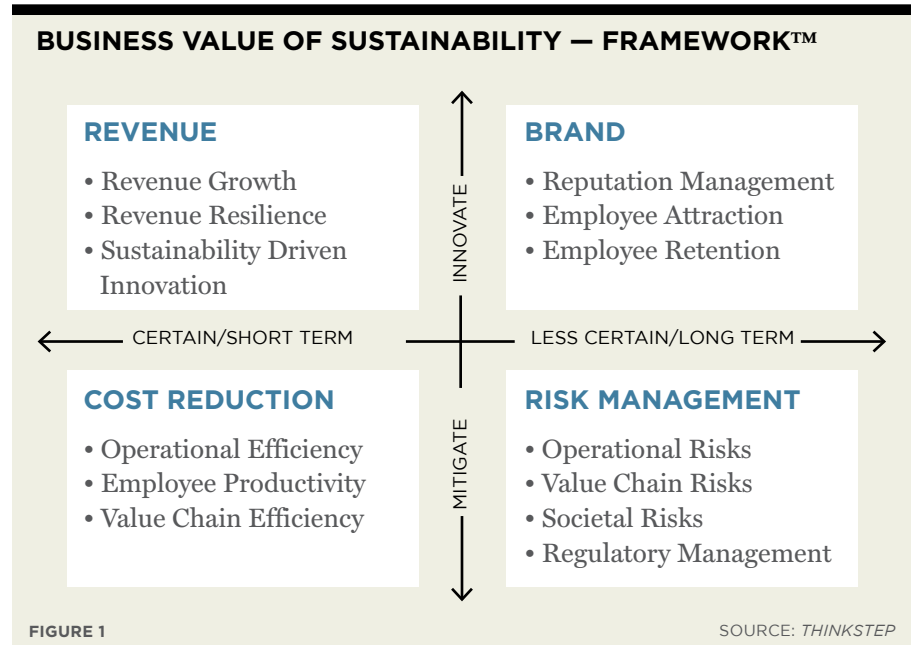 BUSINESS VALUE OF SUSTAINABILITY — FRAMEWORK™
REVENUE
• Revenue Growth
• Revenue Resilience
• Sustainability Driven
Innovation
BRAND
• Reputation Management
• Employee Attraction
• Employee Retention
INNOVATE
CERTAIN/SHORT TERM
LESS CERTAIN/LONG TERM
MITIGATE
COST REDUCTION
• Operational Efficiency
• Employee Productivity
• Value Chain Efficiency
RISK MANAGEMENT
• Operational Risks
• Value Chain Risks
• Societal Risks
• Regulatory Management
FIGURE 1
SOURCE: THINKSTEP